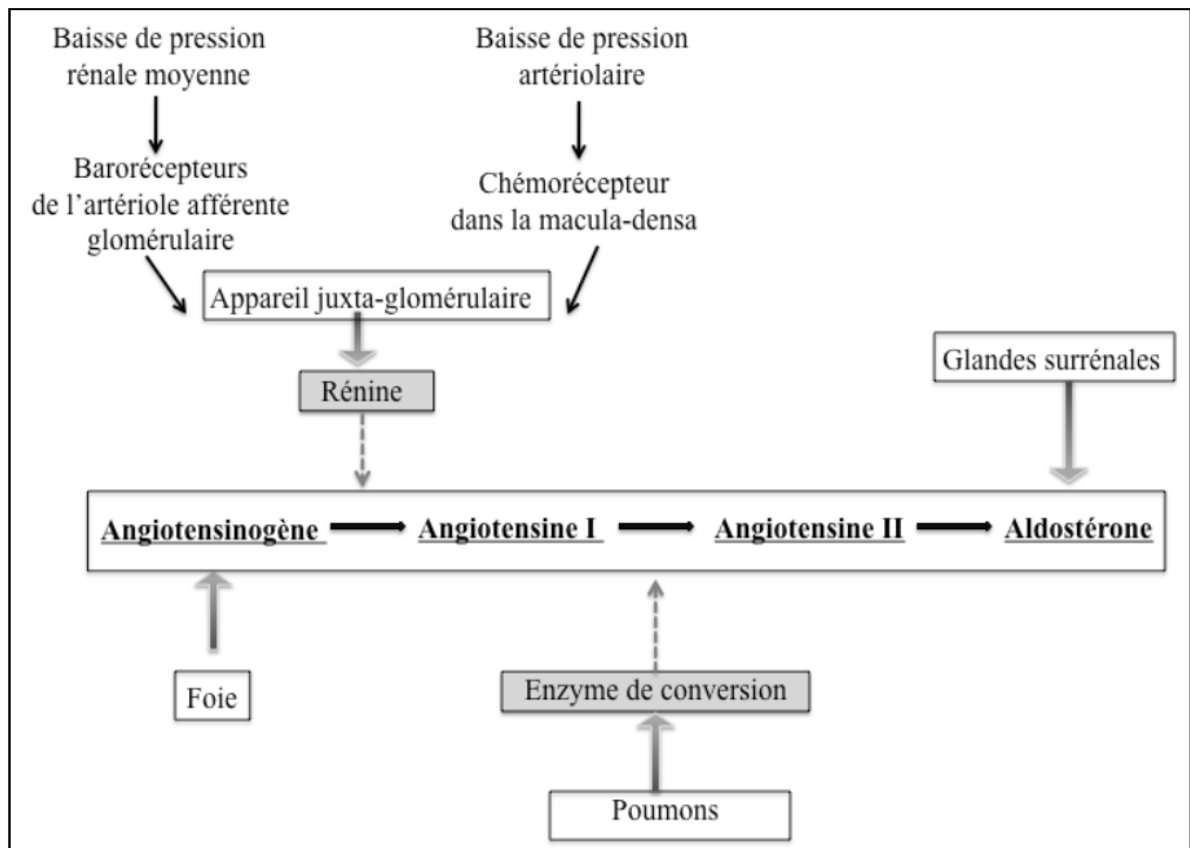 Baisse de pression
rénale moyenne
Baisse de pression
artériolaire
Barorécepteurs
de l'artériole afférente
glomérulaire
Chémorécepteur
dans la macula-densa
Appareil juxta-glomérulaire
Rénine
Glandes surrénales
Angiotensinogène Angiotensine I Angiotensine II Aldostérone
Foie
Enzyme de conversion
Poumons